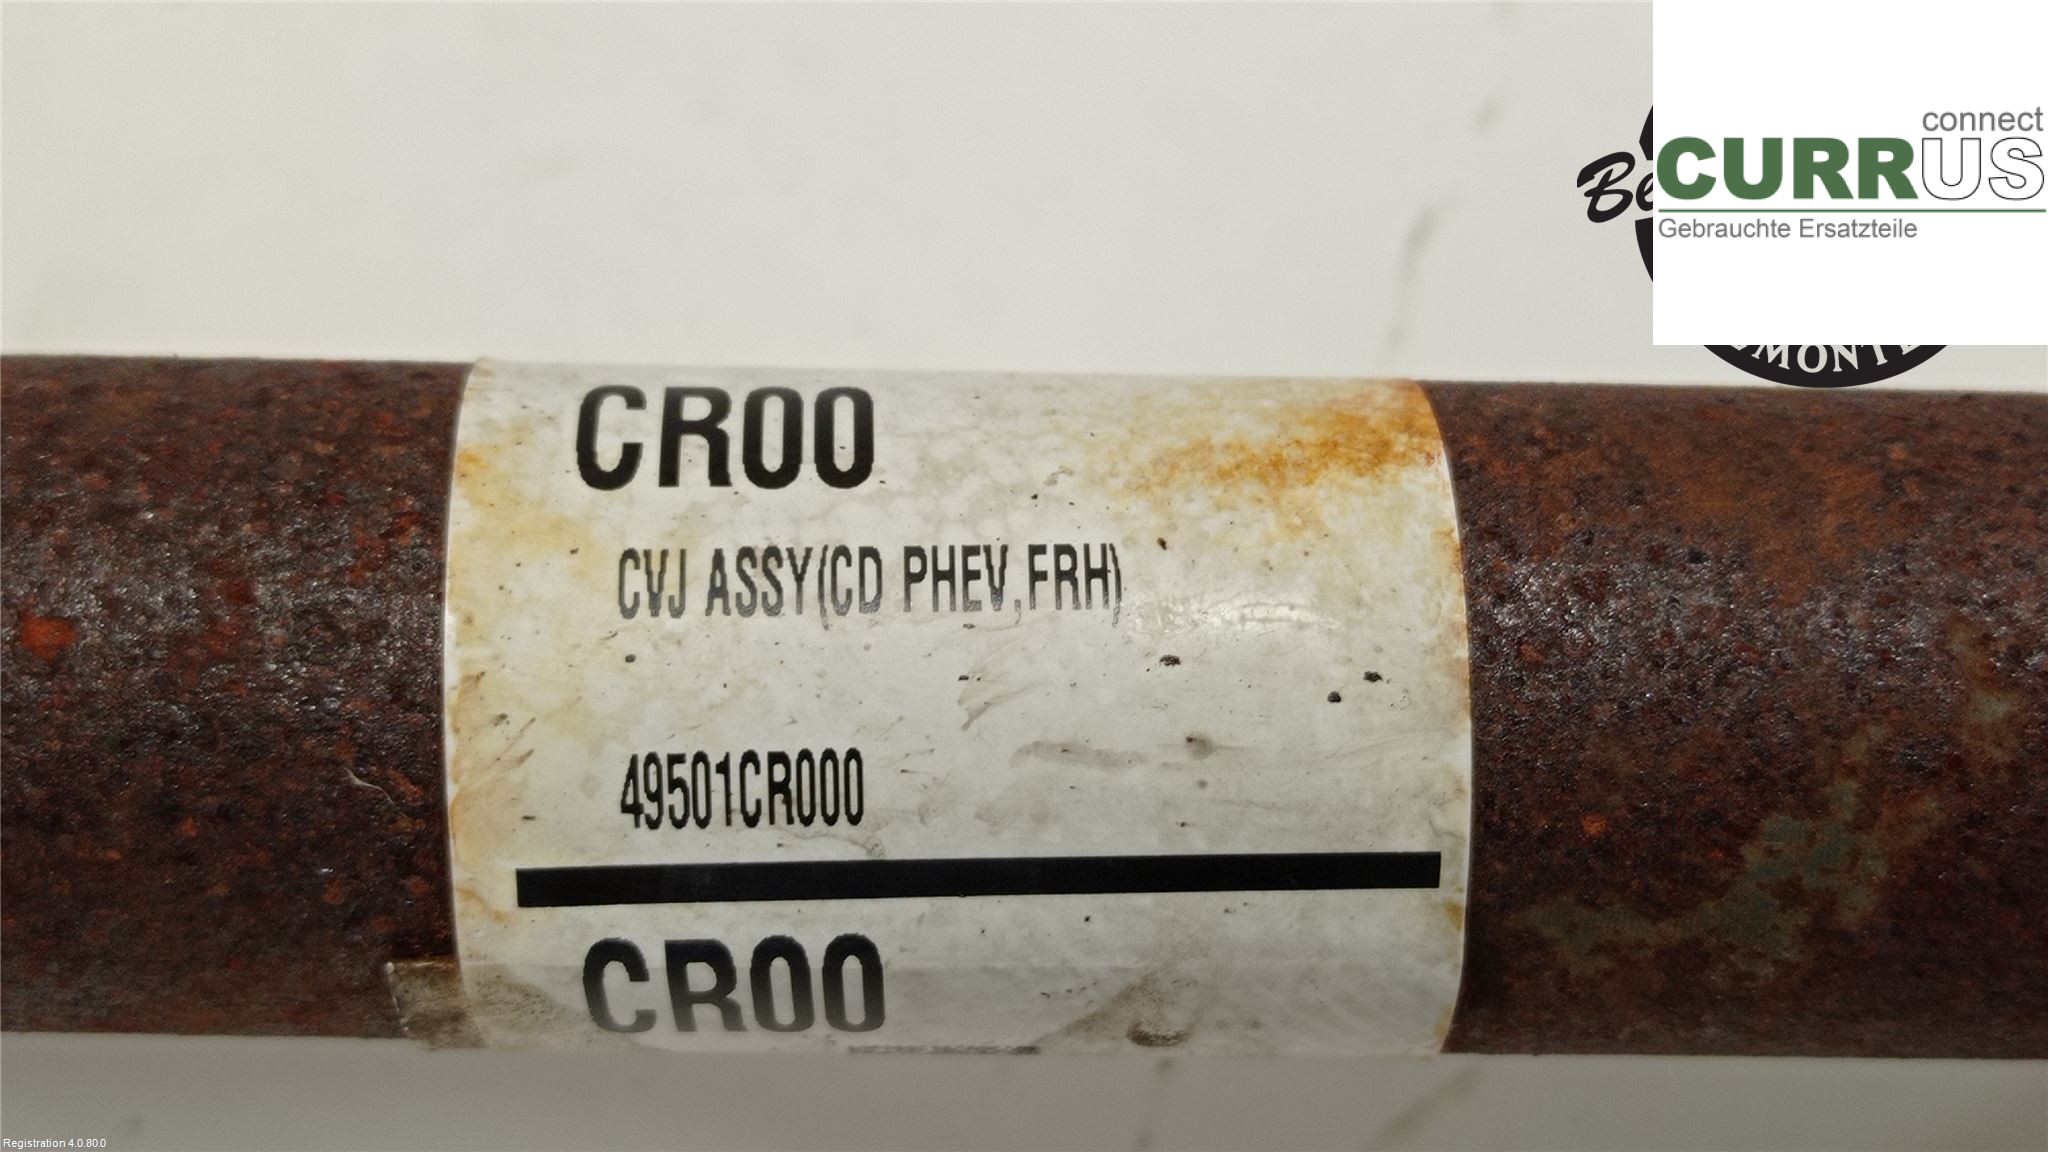 connect
CURRUS
Gebrauchte Ersatzteile
CR00
CVJ ASSY(CD PHEV,FRH)
49501CR000
CR00
Registration 4.0.80.0